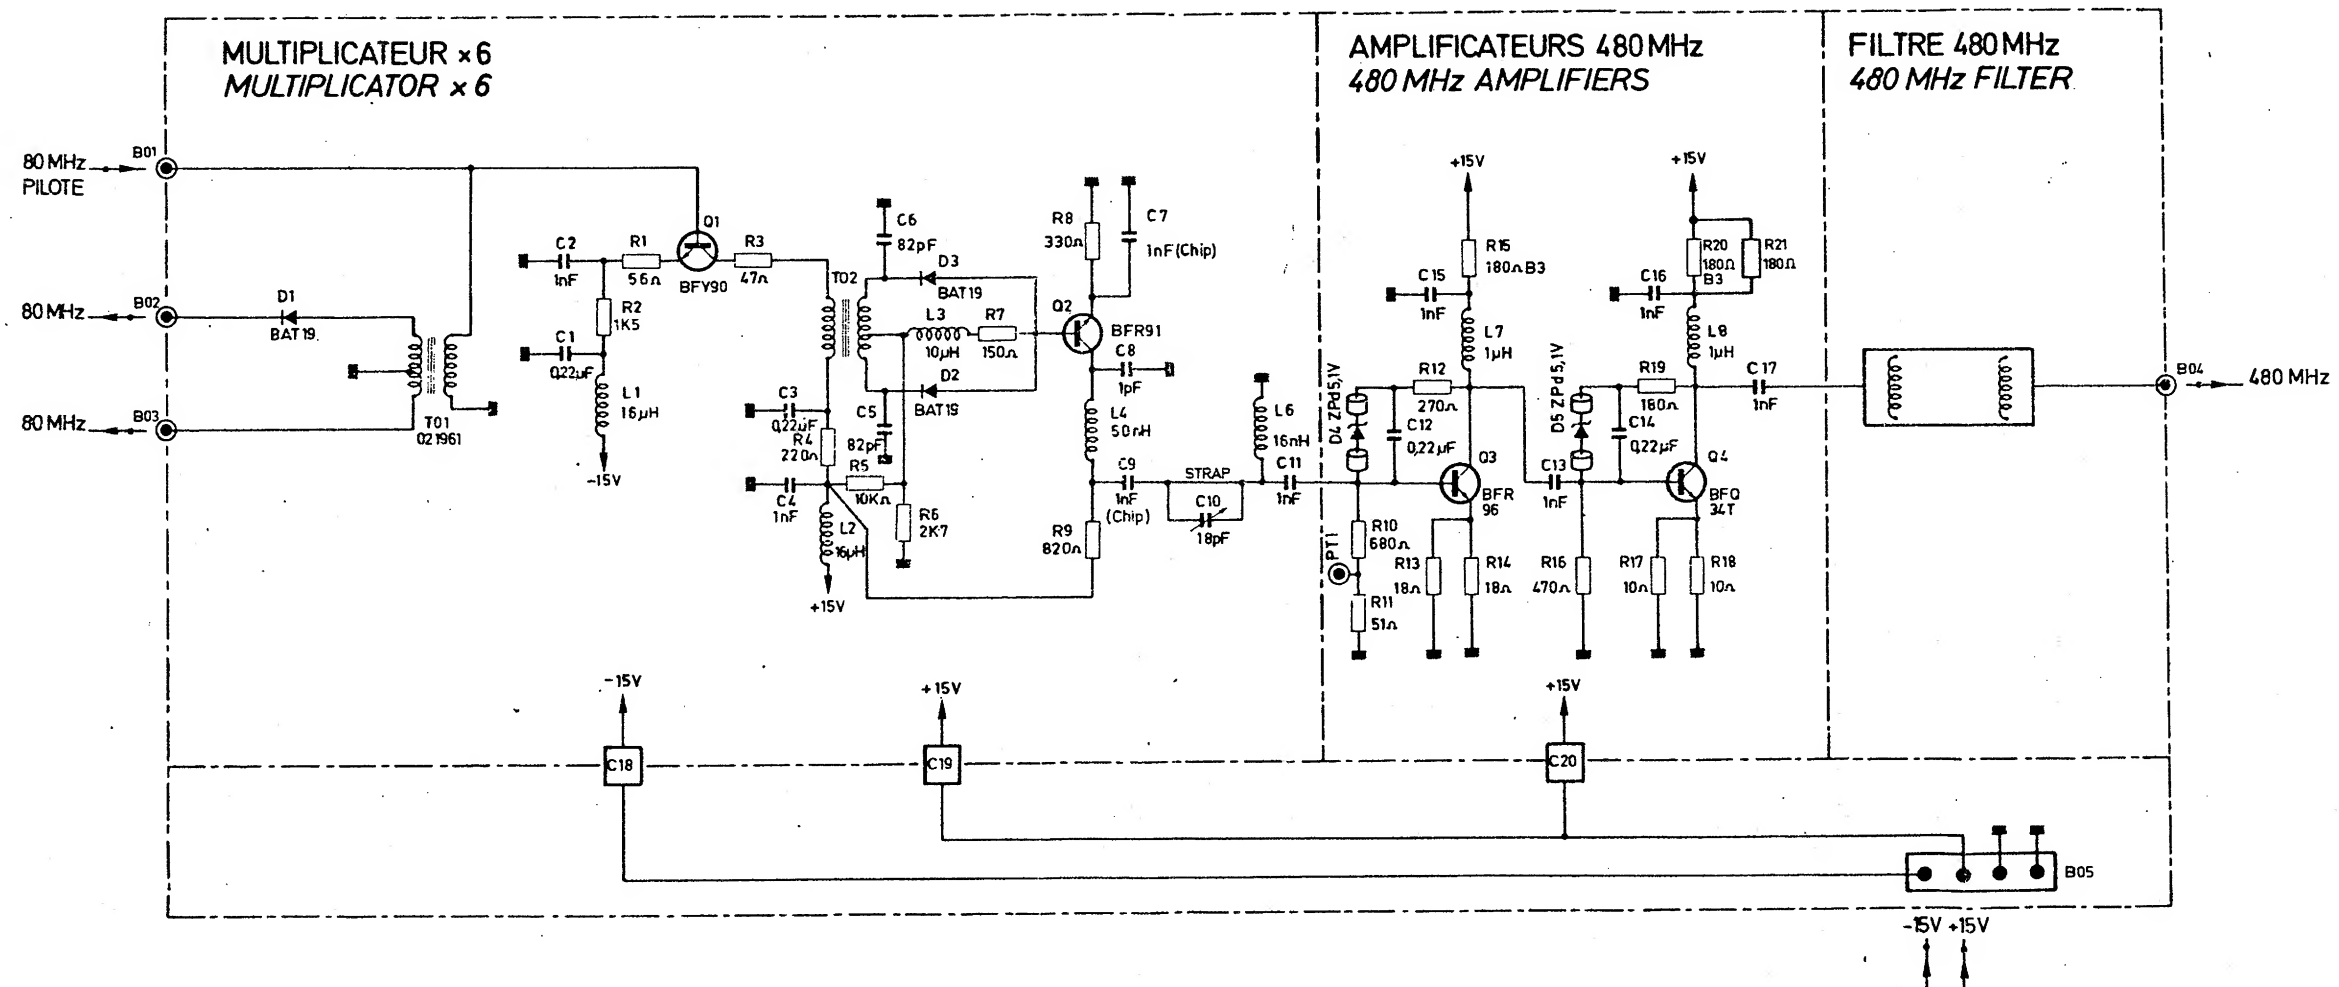 MULTIPLICATEUR x 6
MULTIPLICATOR x 6
AMPLIFICATEURS 480 MHz
480 MHz AMPLIFIERS
FILTRE 480 MHz
480 MHz FILTER
80 MHz
PILOTE
B01
80 MHz
B02
80 MHz
B03
D1
BAT19
T01
021961
C2
1nF
R1
56Ω
Q1
BFY90
R3
47Ω
R2
1K5
C1
0,22µF
L1
16µH
-15V
T02
C3
0,22µF
R4
220Ω
C4
1nF
L2
16µH
+15V
R5
10KΩ
R6
2K7
C6
82pF
D3
BAT19
L3
10µH
R7
150Ω
D2
BAT19
C5
82pF
R8
330Ω
C7
1nF (Chip)
Q2
BFR91
C8
1pF
L4
50nH
C9
1nF
(Chip)
R9
820Ω
STRAP
C10
18pF
L6
16nH
C11
1nF
D4 ZPd 5,1V
PT1
R10
680Ω
R11
51Ω
+15V
R15
180Ω B3
C15
1nF
L7
1µH
R12
270Ω
C12
0,22µF
Q3
BFR
96
R13
18Ω
R14
18Ω
C13
1nF
D5 ZPd 5,1V
+15V
R20
180Ω
B3
R21
180Ω
C16
1nF
L8
1µH
R19
180Ω
C14
0,22µF
Q4
BFQ
34T
R16
470Ω
R17
10Ω
R18
10Ω
C17
1nF
B04
480 MHz
-15V
C18
+15V
C19
+15V
C20
B05
-15V +15V